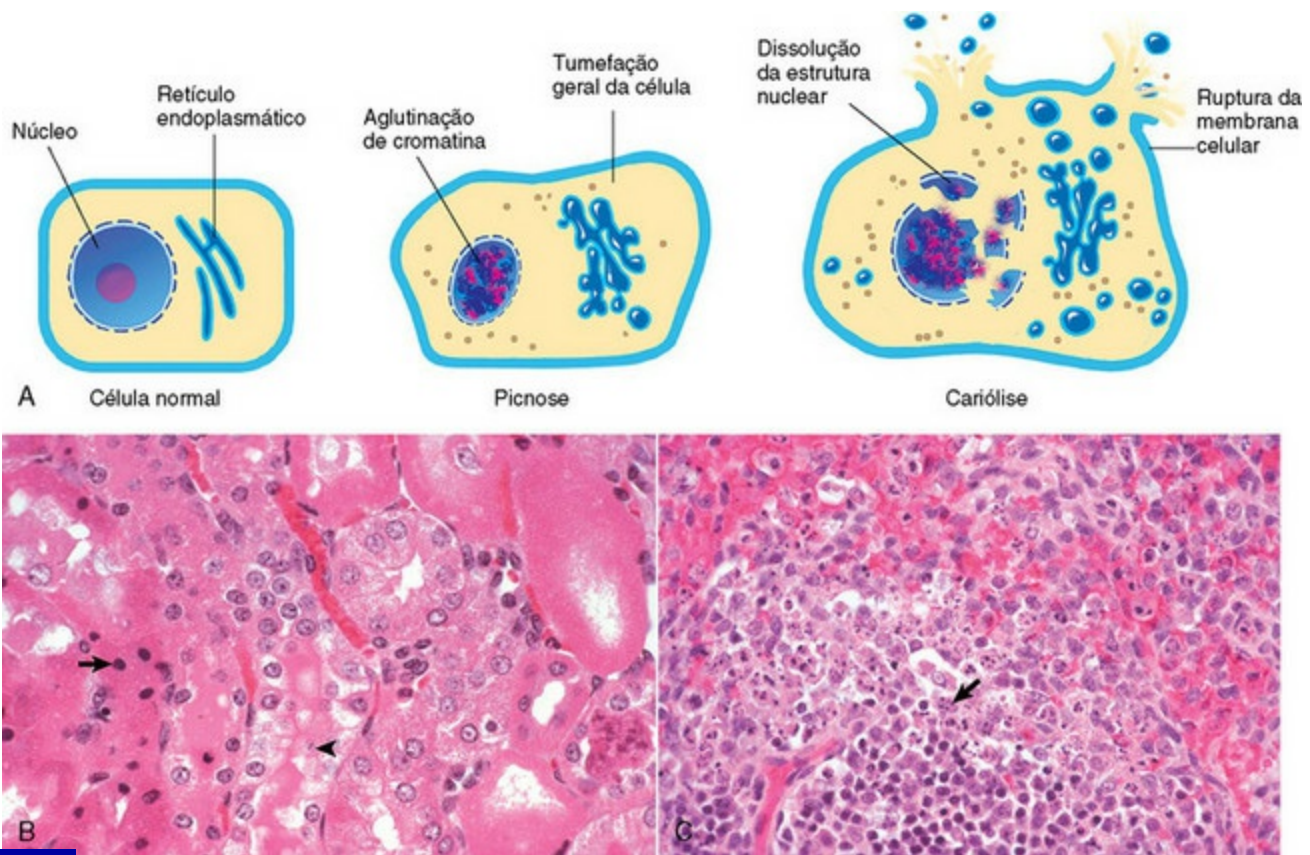 Núcleo
Retículo
endoplasmático
Aglutinação
de cromatina
Tumefação
geral da célula
Dissolução
da estrutura
nuclear
Ruptura da
membrana
celular
A
Célula normal
Picnose
Cariólise
B
C